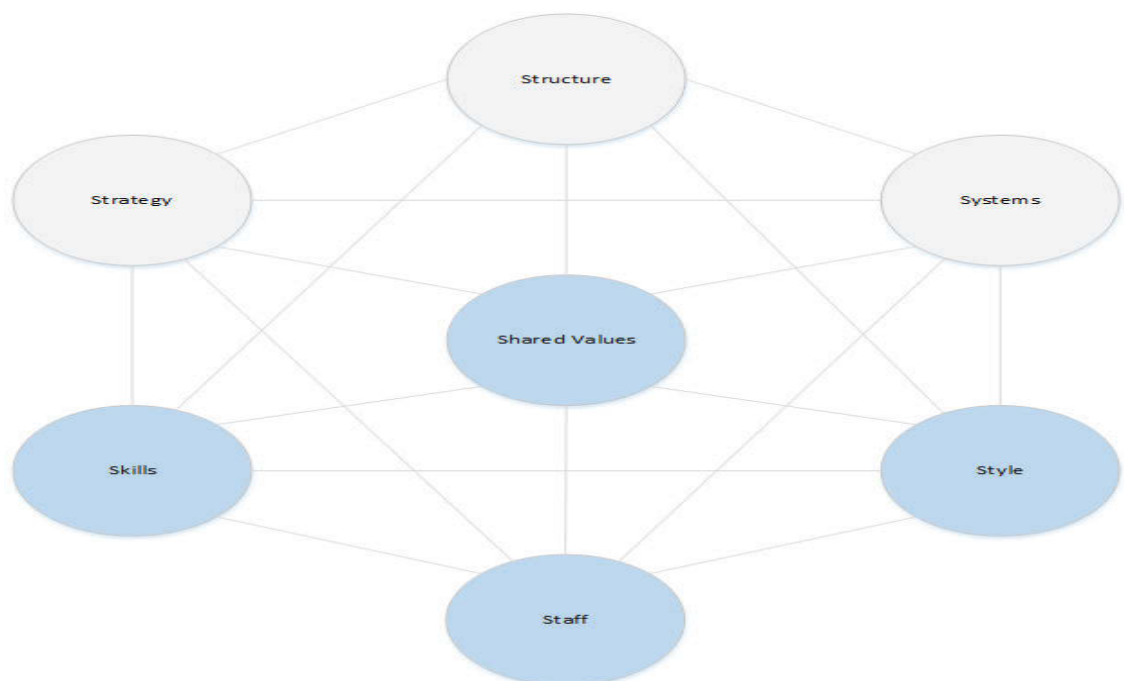 Structure
Strategy
Systems
Shared Values
Skills
Style
Staff